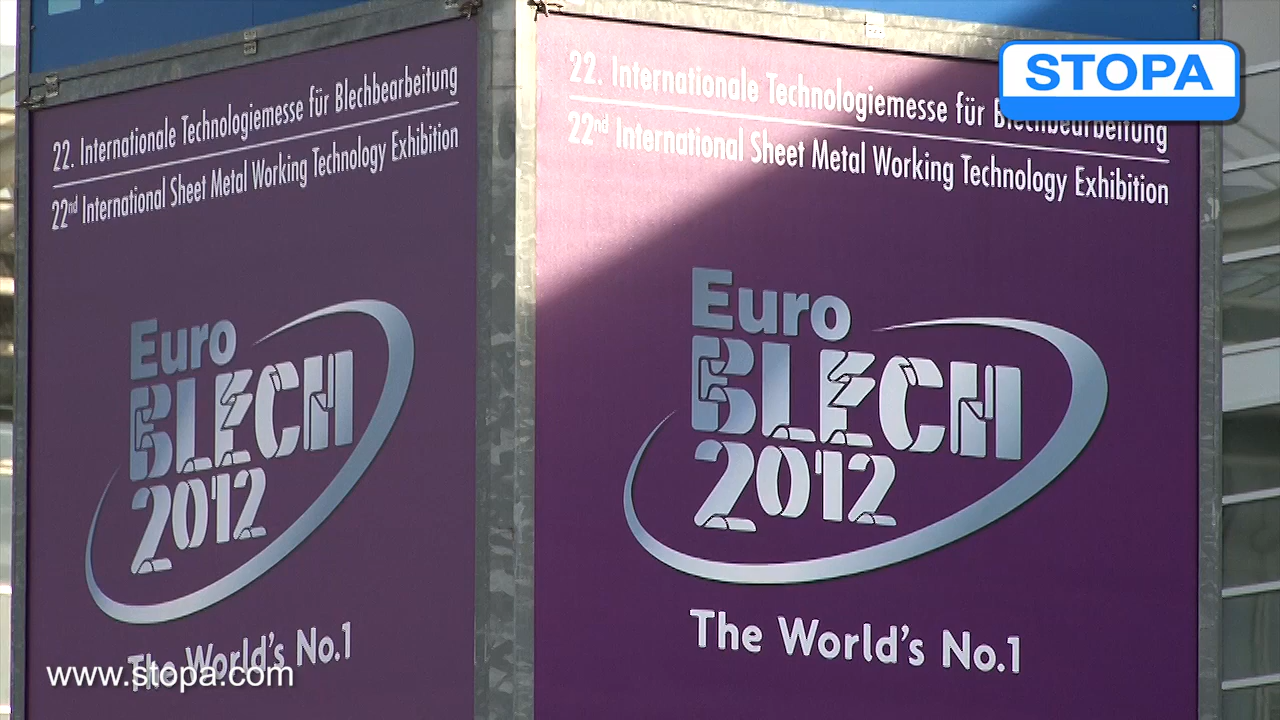 22. Internationale Technologiemesse für Blechbearbeitung
22nd International Sheet Metal Working Technology Exhibition
Euro
BLECH
2012
The World's No.1
22. Internationale Technologiemesse für Blechbearbeitung
22nd International Sheet Metal Working Technology Exhibition
Euro
BLECH
2012
The World's No.1
STOPA
www.stopa.com